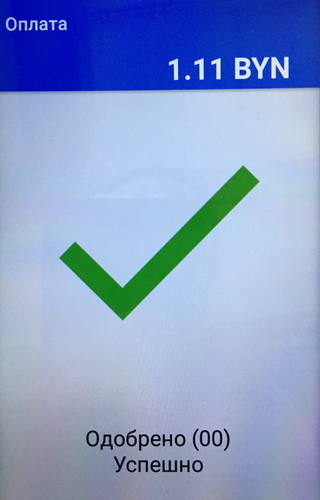 Оплата
1.11 BYN
Одобрено (00)
Успешно